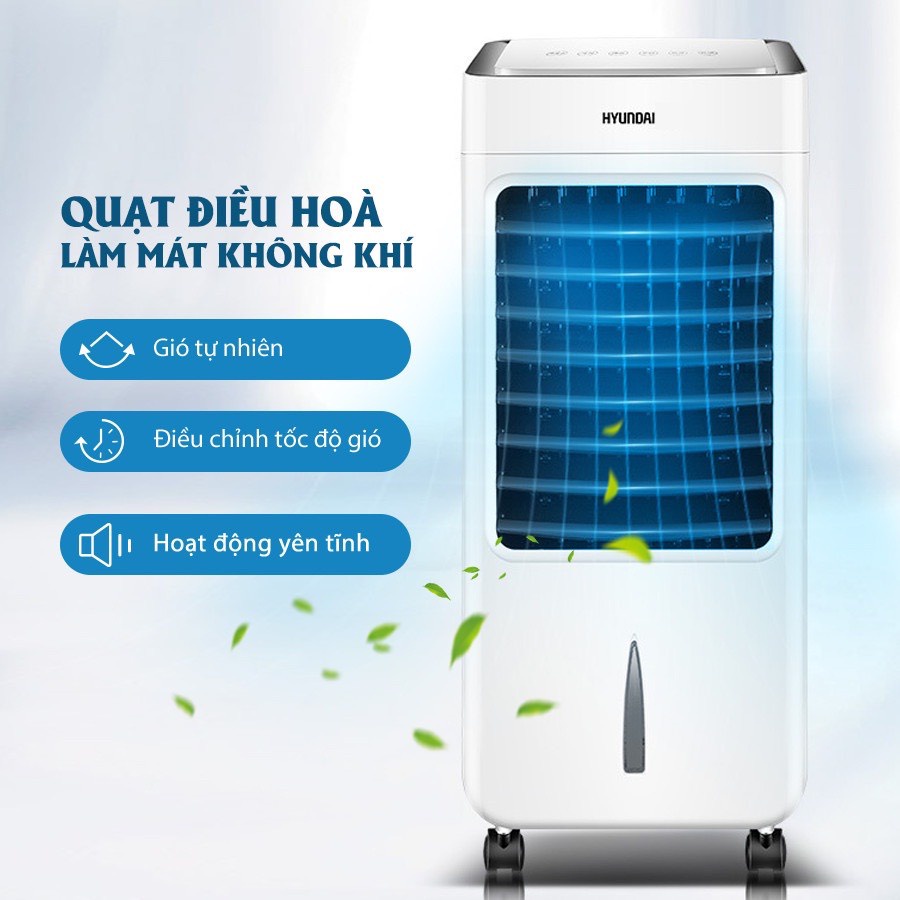 HYUNDAI
QUẠT ĐIỀU HOÀ
LÀM MÁT KHÔNG KHÍ
Gió tự nhiên
Điều chỉnh tốc độ gió
Hoạt động yên tĩnh